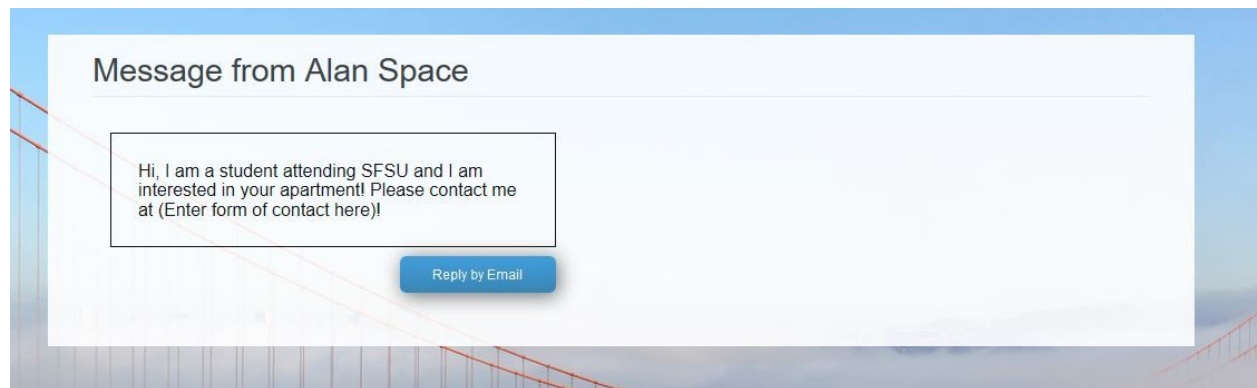 Message from Alan Space
Hi, I am a student attending SFSU and I am
interested in your apartment! Please contact me
at (Enter form of contact here)!
Reply by Email